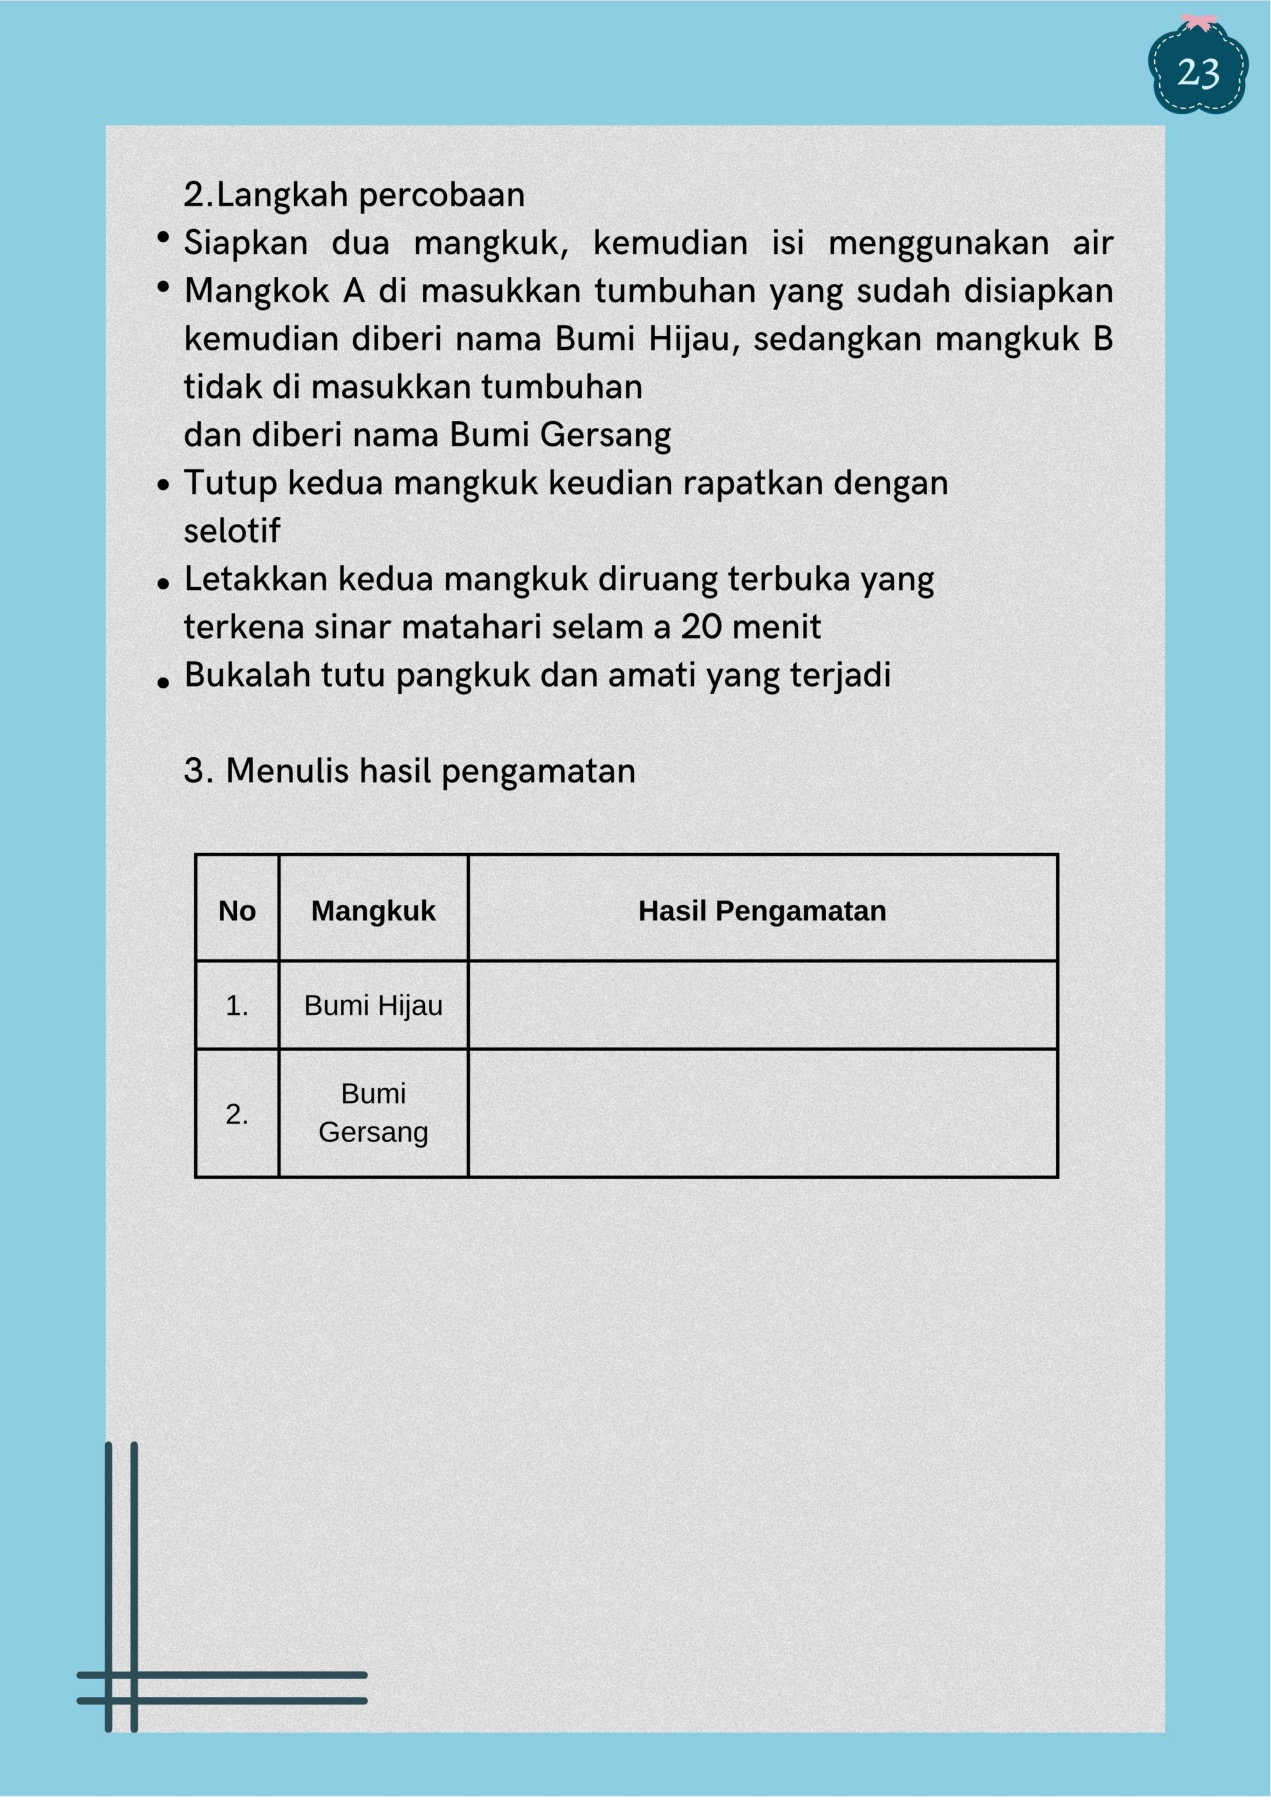 23
2.Langkah percobaan
• Siapkan dua mangkuk, kemudian isi menggunakan air
• Mangkok A di masukkan tumbuhan yang sudah disiapkan
kemudian diberi nama Bumi Hijau, sedangkan mangkuk B
tidak di masukkan tumbuhan
dan diberi nama Bumi Gersang
• Tutup kedua mangkuk keudian rapatkan dengan
selotif
• Letakkan kedua mangkuk diruang terbuka yang
terkena sinar matahari selam a 20 menit
• Bukalah tutu pangkuk dan amati yang terjadi
3. Menulis hasil pengamatan
No Mangkuk Hasil Pengamatan
1. Bumi Hijau
2. Bumi
Gersang